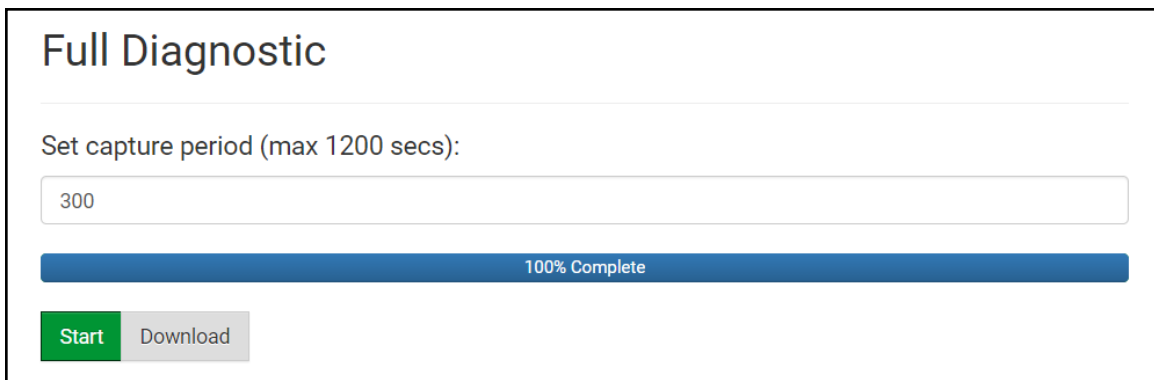 Full Diagnostic
Set capture period (max 1200 secs):
300
100% Complete
Start Download